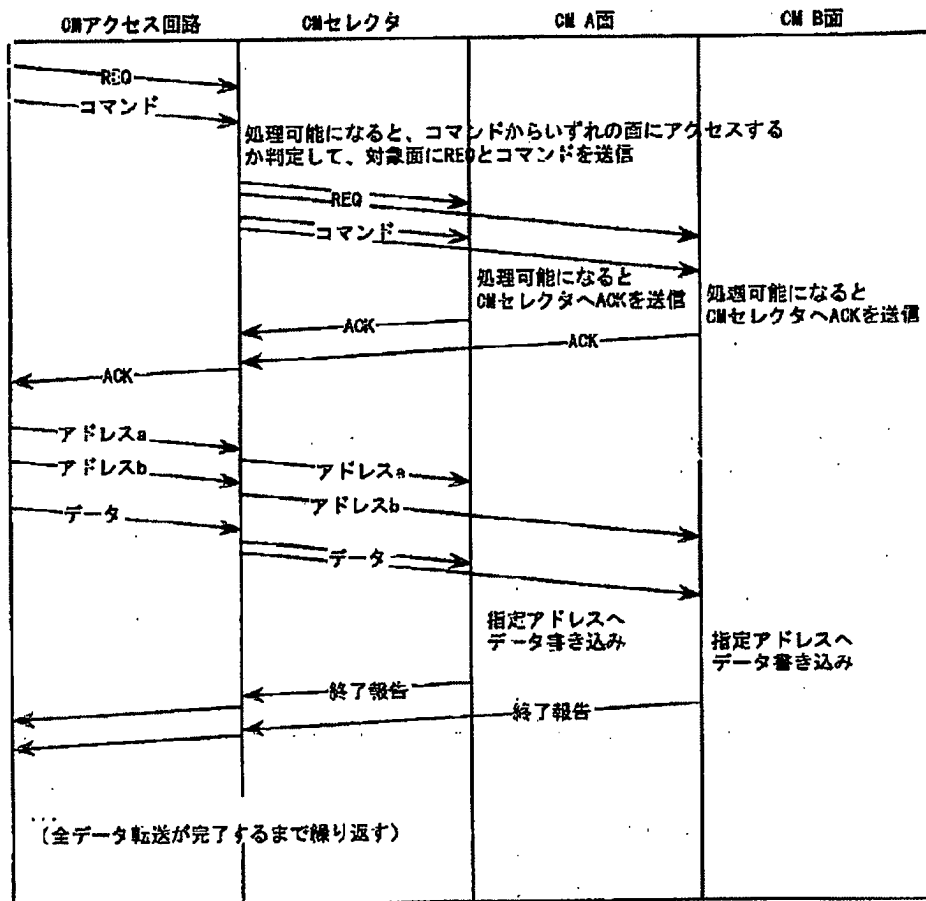 CMアクセス回路 CMセレクタ CM A面 CM B面
REQ
コマンド
処理可能になると、コマンドからいずれの面にアクセスする
か判定して、対象面にREQとコマンドを送信
REQ
コマンド
処理可能になると
CMセレクタへACKを送信
処理可能になると
CMセレクタへACKを送信
ACK
ACK
ACK
アドレスa
アドレスb
アドレスa
アドレスb
データ
データ
指定アドレスへ
データ書き込み
指定アドレスへ
データ書き込み
終了報告
終了報告
...
(全データ転送が完了するまで繰り返す)